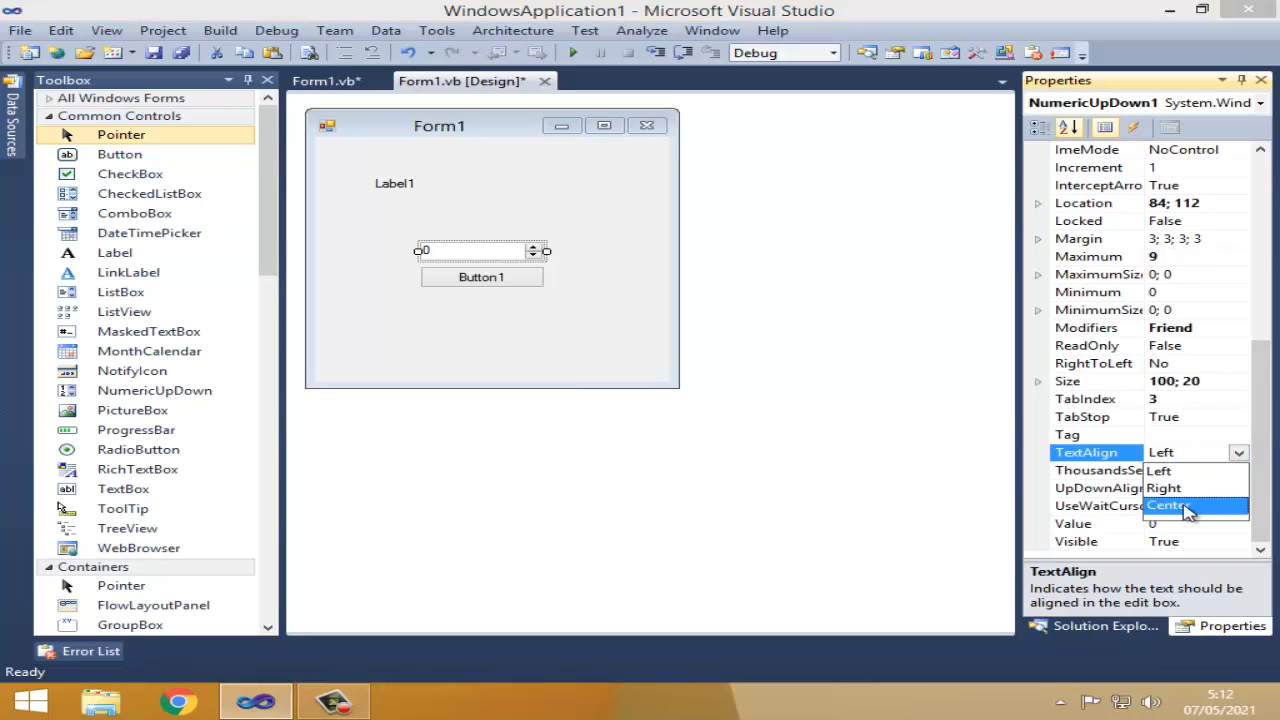 WindowsApplication1 - Microsoft Visual Studio
File Edit View Project Build Debug Team Data Tools Architecture Test Analyze Window Help
Debug
Data Sources
Toolbox
All Windows Forms
Common Controls
Pointer
Button
CheckBox
CheckedListBox
ComboBox
DateTimePicker
Label
LinkLabel
ListBox
ListView
MaskedTextBox
MonthCalendar
NotifyIcon
NumericUpDown
PictureBox
ProgressBar
RadioButton
RichTextBox
TextBox
ToolTip
TreeView
WebBrowser
Containers
Pointer
FlowLayoutPanel
GroupBox
Form1.vb* Form1.vb [Design]*
Form1
Label1
0
Button1
Properties
NumericUpDown1 System.Wind
ImeMode NoControl
Increment 1
InterceptArro True
Location 84; 112
Locked False
Margin 3; 3; 3; 3
Maximum 9
MaximumSize 0; 0
Minimum 0
MinimumSize 0; 0
Modifiers Friend
ReadOnly False
RightToLeft No
Size 100; 20
TabIndex 3
TabStop True
Tag
TextAlign Left
ThousandsSe Left
UpDownAlign Right
UseWaitCurso Center
Value 0
Visible True
TextAlign
Indicates how the text should be
aligned in the edit box.
Solution Explo... Properties
Error List
Ready
5:12
07/05/2021